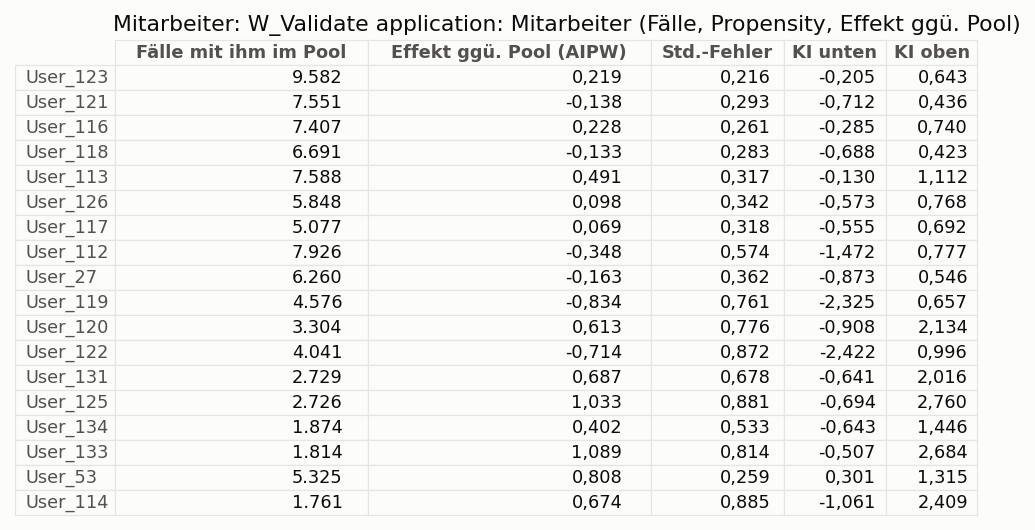 Mitarbeiter: W_Validate application: Mitarbeiter (Fälle, Propensity, Effekt ggü. Pool)
Fälle mit ihm im Pool Effekt ggü. Pool (AIPW) Std.-Fehler KI unten KI oben
User_123 9.582 0,219 0,216 -0,205 0,643
User_121 7.551 -0,138 0,293 -0,712 0,436
User_116 7.407 0,228 0,261 -0,285 0,740
User_118 6.691 -0,133 0,283 -0,688 0,423
User_113 7.588 0,491 0,317 -0,130 1,112
User_126 5.848 0,098 0,342 -0,573 0,768
User_117 5.077 0,069 0,318 -0,555 0,692
User_112 7.926 -0,348 0,574 -1,472 0,777
User_27 6.260 -0,163 0,362 -0,873 0,546
User_119 4.576 -0,834 0,761 -2,325 0,657
User_120 3.304 0,613 0,776 -0,908 2,134
User_122 4.041 -0,714 0,872 -2,422 0,996
User_131 2.729 0,687 0,678 -0,641 2,016
User_125 2.726 1,033 0,881 -0,694 2,760
User_134 1.874 0,402 0,533 -0,643 1,446
User_133 1.814 1,089 0,814 -0,507 2,684
User_53 5.325 0,808 0,259 0,301 1,315
User_114 1.761 0,674 0,885 -1,061 2,409